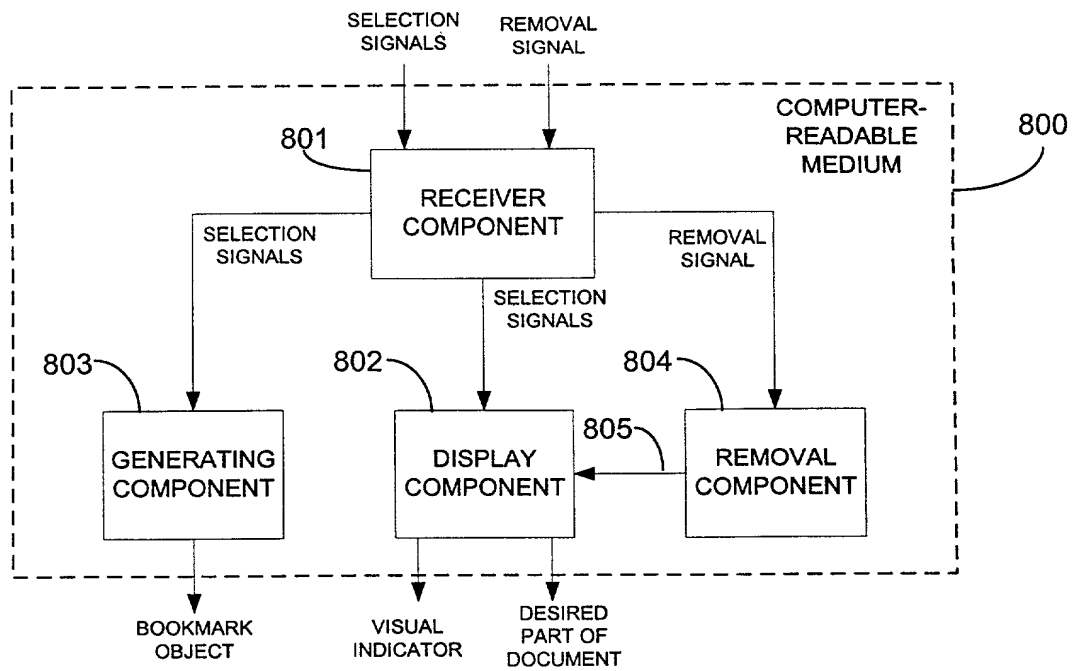 SELECTION
SIGNALS
REMOVAL
SIGNAL
COMPUTER-
READABLE
MEDIUM
800
801
RECEIVER
COMPONENT
SELECTION
SIGNALS
SELECTION
SIGNALS
REMOVAL
SIGNAL
803
802
804
805
GENERATING
COMPONENT
DISPLAY
COMPONENT
REMOVAL
COMPONENT
BOOKMARK
OBJECT
VISUAL
INDICATOR
DESIRED
PART OF
DOCUMENT